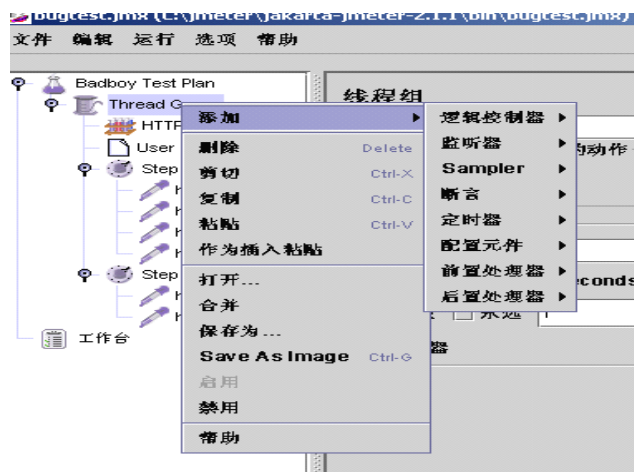 bugtest.jmx (C:\jmeter\jakarta-jmeter-2.1.1\bin\bugtest.jmx)
文件 编辑 运行 选项 帮助
Badboy Test Plan
Thread G
HTTP
User
Step
Step
工作台
线程组
添加
删除 Delete
剪切 Ctrl-X
复制 Ctrl-C
粘贴 Ctrl-V
作为插入粘贴
打开...
合并
保存为...
Save As Image Ctrl-G
启用
禁用
帮助
逻辑控制器
监听器
Sampler
断言
定时器
配置元件
前置处理器
后置处理器
的动作
econds
永远 1
器